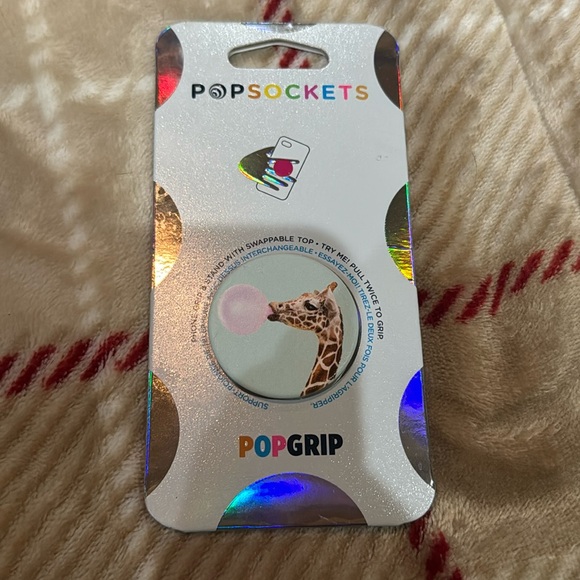 POPSOCKETS
PHONE GRIP & STAND WITH SWAPPABLE TOP • TRY ME! PULL TWICE TO GRIP.
INTERCHANGEABLE • ESSAYEZ-MOI! TIREZ-LE DEUX FOIS POUR L'AGRIPPER.
POPGRIP